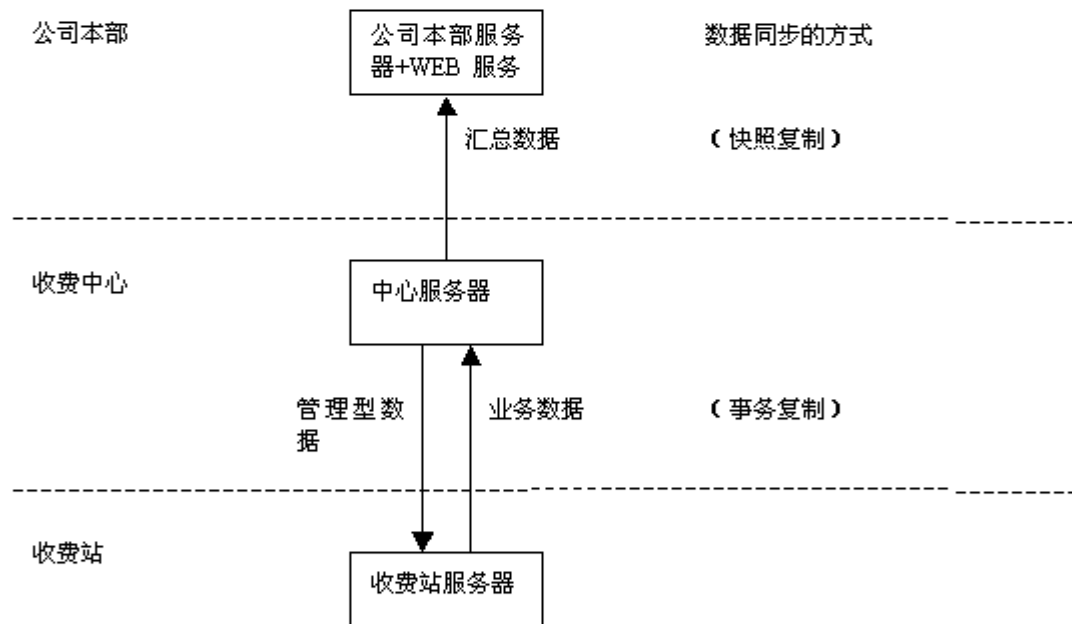 公司本部
公司本部服务
器+WEB 服务
数据同步的方式
汇总数据
（快照复制）
收费中心
中心服务器
管理型数
据
业务数据
（事务复制）
收费站
收费站服务器